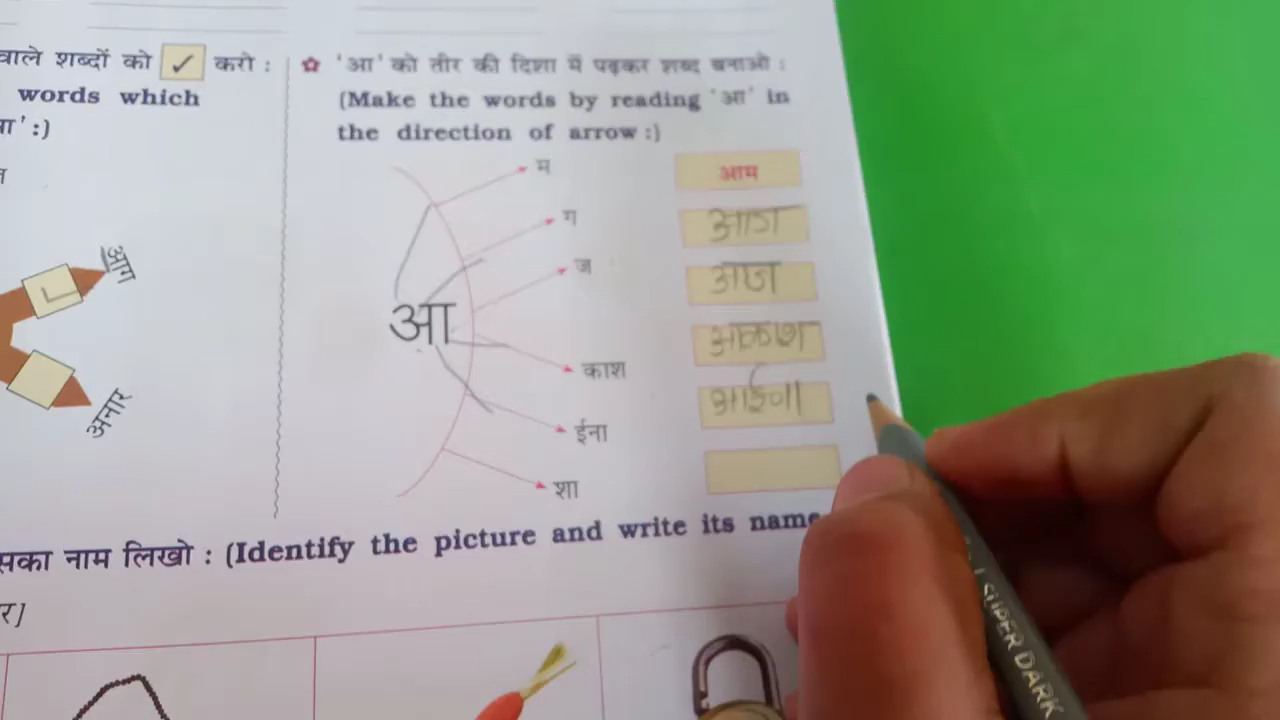 वाले शब्दों को ✓ करो :
words which
ा' :)
आग
अनार
'आ' को तीर की दिशा में पढ़कर शब्द बनाओ :
(Make the words by reading 'आ' in
the direction of arrow :)
आ
म
ग
ज
काश
ईना
शा
आम
आग
आज
आकाश
आईना
सका नाम लिखो : (Identify the picture and write its name
र]
SUPER DARK